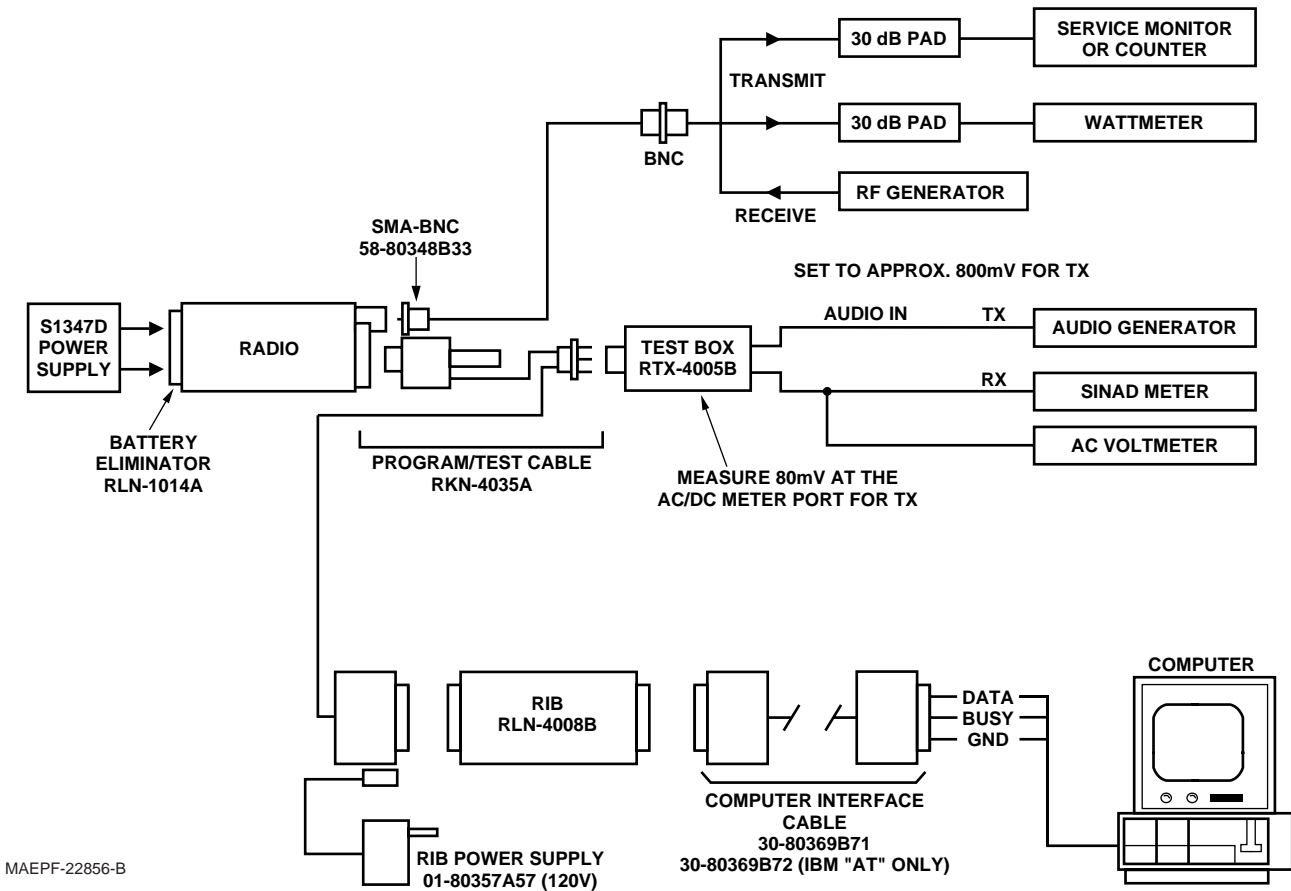 30 dB PAD
SERVICE MONITOR
OR COUNTER
TRANSMIT
30 dB PAD
WATTMETER
BNC
RF GENERATOR
RECEIVE
SMA-BNC
58-80348B33
SET TO APPROX. 800mV FOR TX
S1347D
POWER
SUPPLY
RADIO
TEST BOX
RTX-4005B
AUDIO IN
TX
AUDIO GENERATOR
RX
SINAD METER
AC VOLTMETER
BATTERY
ELIMINATOR
RLN-1014A
PROGRAM/TEST CABLE
RKN-4035A
MEASURE 80mV AT THE
AC/DC METER PORT FOR TX
RIB
RLN-4008B
DATA
BUSY
GND
COMPUTER
COMPUTER INTERFACE
CABLE
30-80369B71
30-80369B72 (IBM "AT" ONLY)
RIB POWER SUPPLY
01-80357A57 (120V)
MAEPF-22856-B